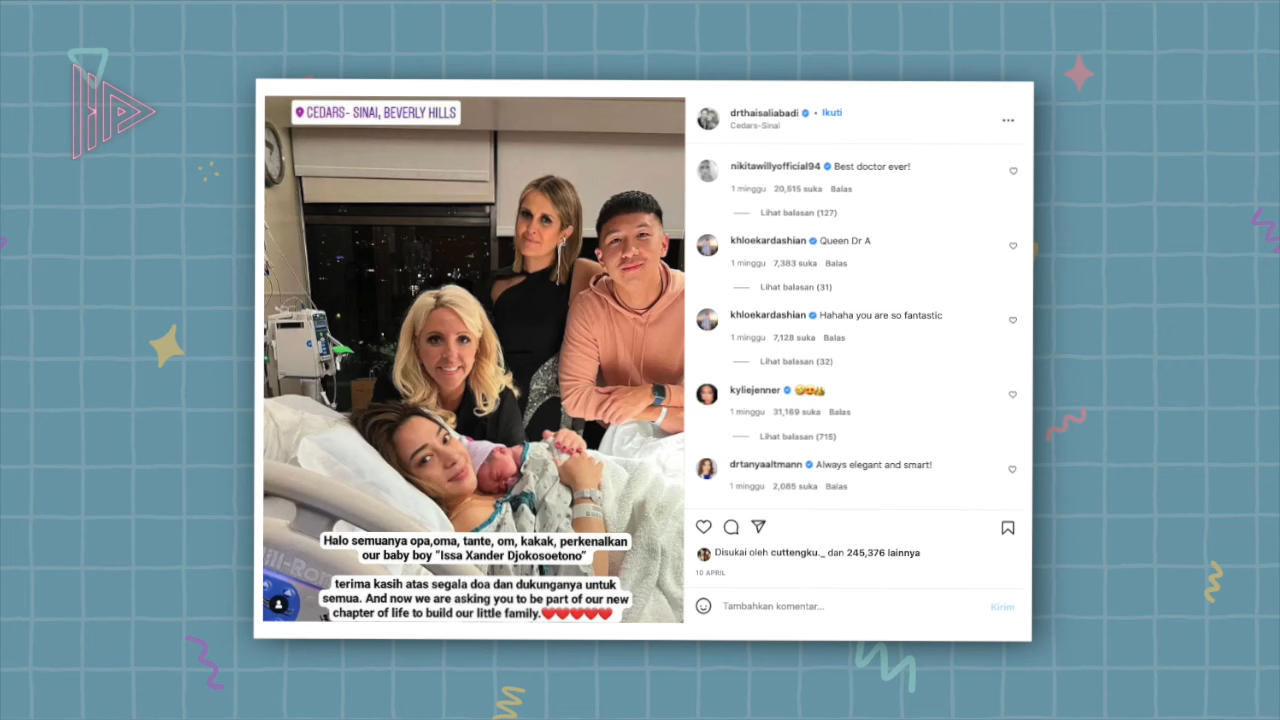 CEDARS- SINAI, BEVERLY HILLS
Halo semuanya opa,oma, tante, om, kakak, perkenalkan
our baby boy "Issa Xander Djokosoetono"
terima kasih atas segala doa dan dukunganya untuk
semua. And now we are asking you to be part of our new
chapter of life to build our little family.❤️❤️❤️❤️❤️
drthaisaliabadi • Ikuti
Cedars-Sinai
nikitawillyofficial94 Best doctor ever!
1 minggu 20,515 suka Balas
Lihat balasan (127)
khloekardashian Queen Dr A
1 minggu 7,383 suka Balas
Lihat balasan (31)
khloekardashian Hahaha you are so fantastic
1 minggu 7,128 suka Balas
Lihat balasan (32)
kyliejenner
1 minggu 31,169 suka Balas
Lihat balasan (715)
drtanyaaltmann Always elegant and smart!
1 minggu 2,085 suka Balas
Disukai oleh cuttengku._ dan 245,376 lainnya
10 APRIL
Tambahkan komentar... Kirim